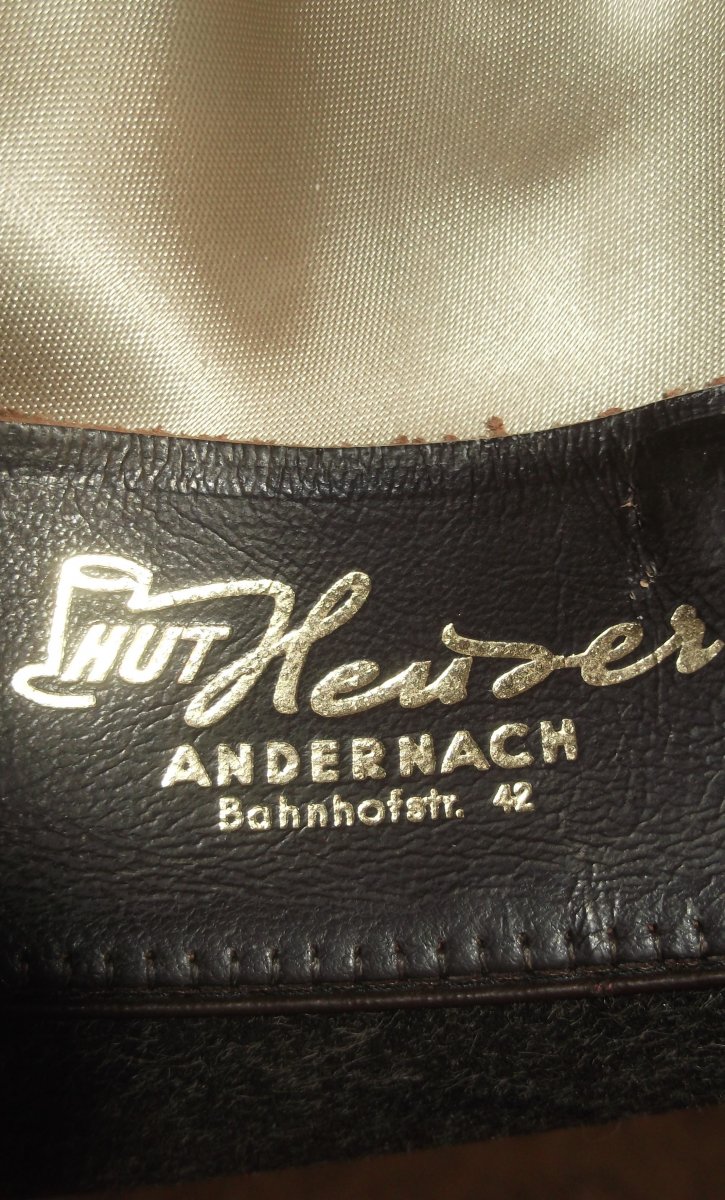 HUT Heuser
ANDERNACH
Bahnhofstr. 42